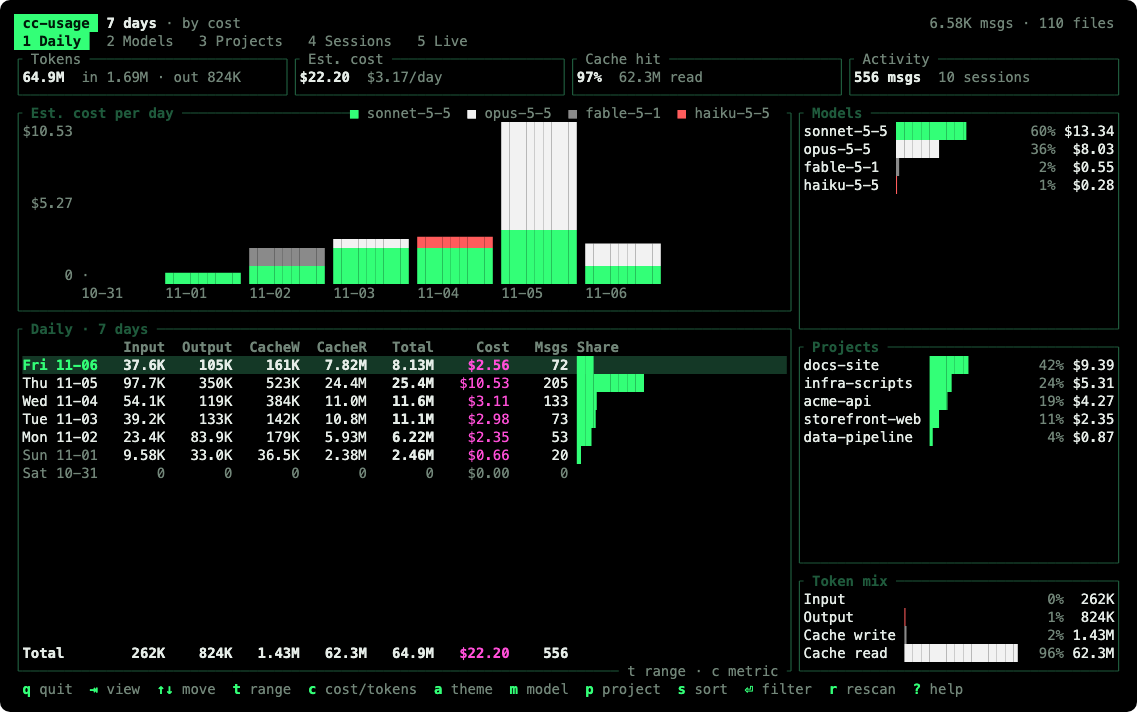 cc-usage 7 days · by cost 6.58K msgs · 110 files
1 Daily 2 Models 3 Projects 4 Sessions 5 Live
Tokens Est. cost Cache hit Activity
64.9M in 1.69M · out 824K $22.20 $3.17/day 97% 62.3M read 556 msgs 10 sessions
Est. cost per day sonnet-5-5 opus-5-5 fable-5-1 haiku-5-5
$10.53
$5.27
0 ·
10-31 11-01 11-02 11-03 11-04 11-05 11-06
Models
sonnet-5-5 60% $13.34
opus-5-5 36% $8.03
fable-5-1 2% $0.55
haiku-5-5 1% $0.28
Daily · 7 days
Input Output CacheW CacheR Total Cost Msgs Share
Fri 11-06 37.6K 105K 161K 7.82M 8.13M $2.56 72
Thu 11-05 97.7K 350K 523K 24.4M 25.4M $10.53 205
Wed 11-04 54.1K 119K 384K 11.0M 11.6M $3.11 133
Tue 11-03 39.2K 133K 142K 10.8M 11.1M $2.98 73
Mon 11-02 23.4K 83.9K 179K 5.93M 6.22M $2.35 53
Sun 11-01 9.58K 33.0K 36.5K 2.38M 2.46M $0.66 20
Sat 10-31 0 0 0 0 0 $0.00 0
Total 262K 824K 1.43M 62.3M 64.9M $22.20 556
t range · c metric
Projects
docs-site 42% $9.39
infra-scripts 24% $5.31
acme-api 19% $4.27
storefront-web 11% $2.35
data-pipeline 4% $0.87
Token mix
Input 0% 262K
Output 1% 824K
Cache write 2% 1.43M
Cache read 96% 62.3M
q quit ⇥ view ↑↓ move t range c cost/tokens a theme m model p project s sort ⏎ filter r rescan ? help